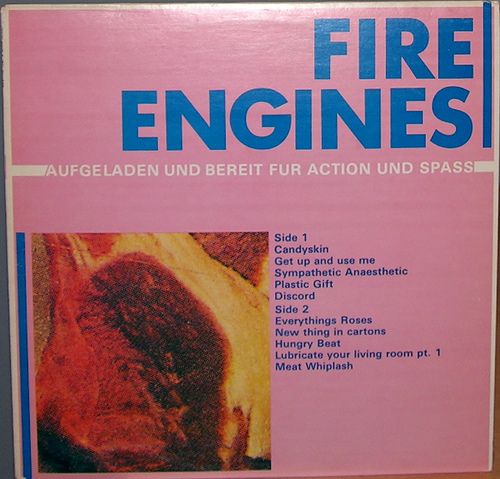 FIRE
ENGINES
AUFGELADEN UND BEREIT FUR ACTION UND SPASS
Side 1
Candyskin
Get up and use me
Sympathetic Anaesthetic
Plastic Gift
Discord
Side 2
Everythings Roses
New thing in cartons
Hungry Beat
Lubricate your living room pt. 1
Meat Whiplash